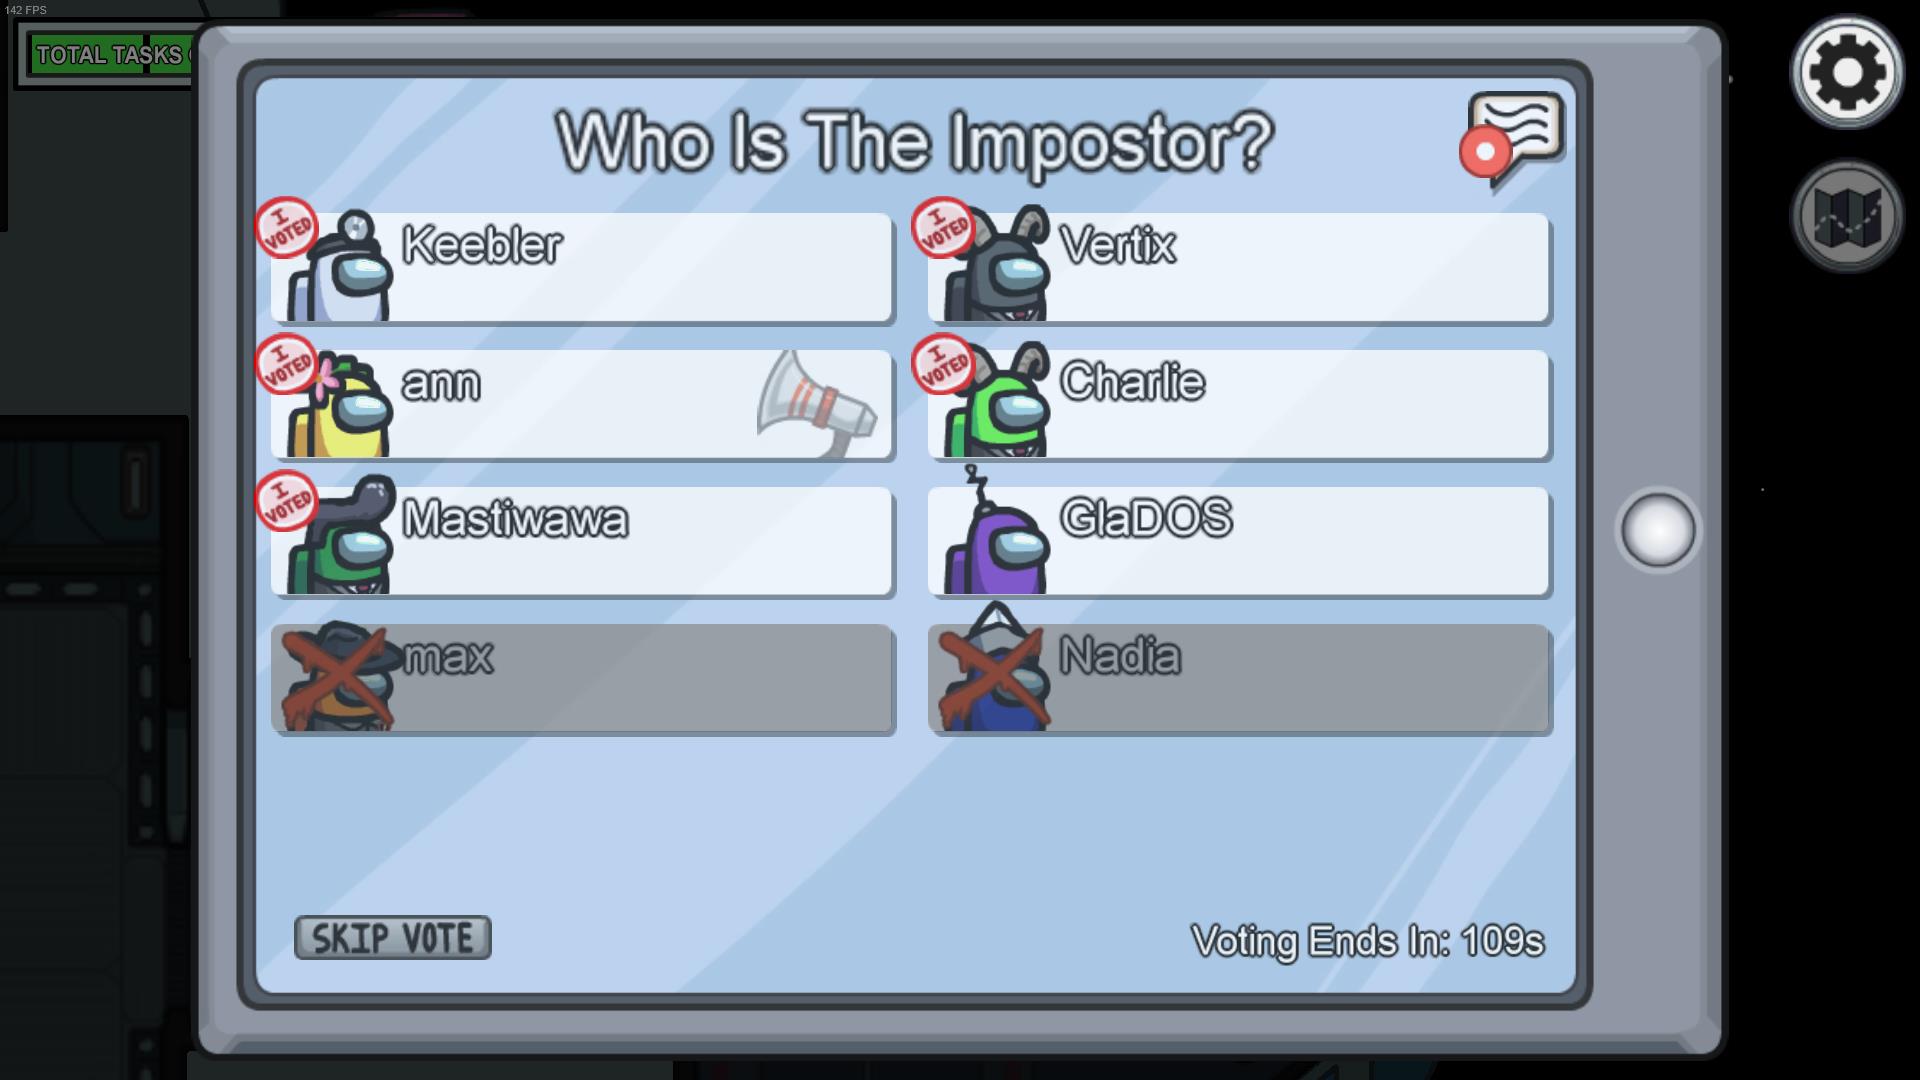 142 FPS
TOTAL TASKS
Who Is The Impostor?
I VOTED
Keebler
I VOTED
Vertix
I VOTED
ann
I VOTED
Charlie
I VOTED
Mastiwawa
GlaDOS
max
Nadia
SKIP VOTE
Voting Ends In: 109s